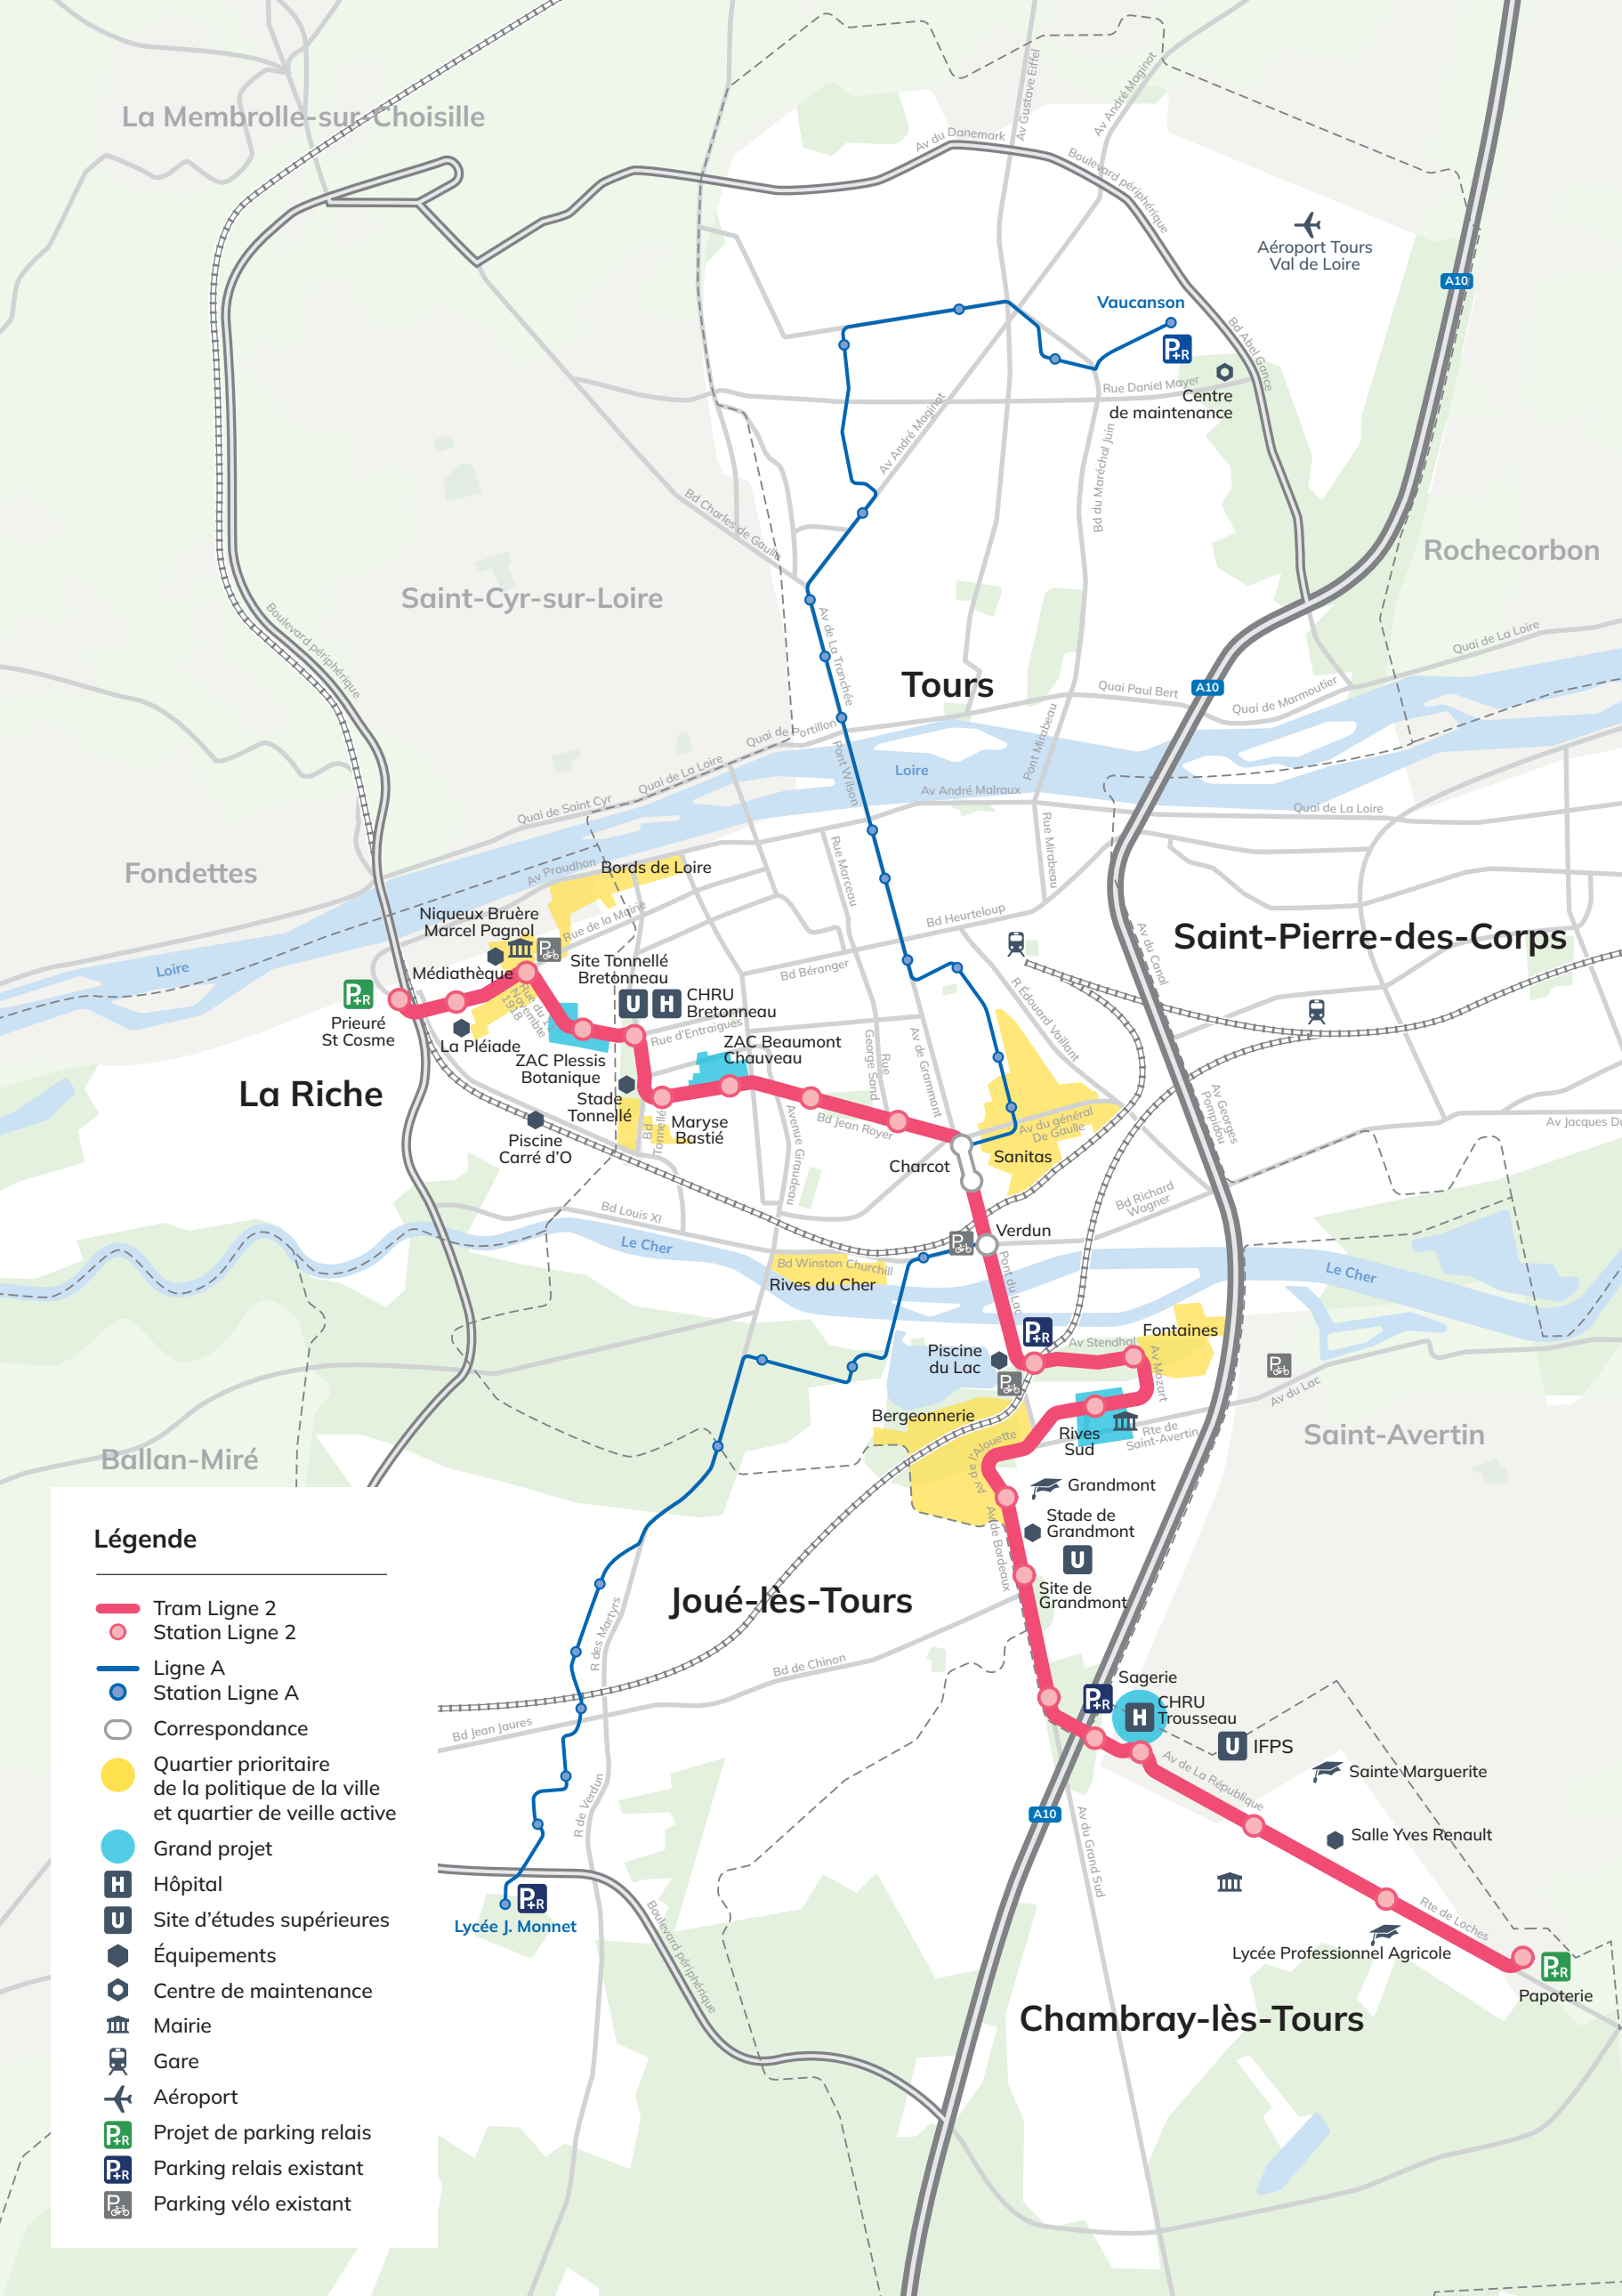 La Membrolle-sur-Choisille
Av Gustave Eiffel
Av André Maginot
Av du Danemark
Boulevard périphérique
Aéroport Tours
Val de Loire
A10
Vaucanson
P+R
Bd Abel Gance
Rue Daniel Mayer
Centre
de maintenance
Av André Maginot
Bd du Maréchal Juin
Bd Charles de Gaulle
Rochecorbon
Saint-Cyr-sur-Loire
Boulevard périphérique
Av de La Tranchée
Quai de La Loire
Tours
A10
Quai Paul Bert
Quai de Marmoutier
Quai de Portillon
Pont Wilson
Pont Mirabeau
Loire
Quai de La Loire
Av André Malraux
Quai de Saint Cyr
Quai de La Loire
Rue Mirabeau
Rue Marceau
Fondettes
Av Proudhon
Bords de Loire
Niqueux Bruère
Marcel Pagnol
Rue de la Mairie
Bd Heurteloup
Saint-Pierre-des-Corps
Av du Canal
Médiathèque
Site Tonnellé
Bretonneau
Bd Béranger
Loire
P+R
Prieuré
St Cosme
U
H
CHRU
Bretonneau
R Édouard Vaillant
Rue du 11
Novembre
1918
La Pléiade
Rue d'Entraigues
ZAC Plessis
Botanique
ZAC Beaumont
Chauveau
Rue
George Sand
Av de Grammont
La Riche
Stade
Tonnellé
Bd
Tonnellé
Maryse
Bastié
Avenue Giraudeau
Bd Jean Royer
Av du général
De Gaulle
Av Georges
Pompidou
Av Jacques Du
Piscine
Carré d'O
Charcot
Sanitas
Bd Richard
Wagner
Bd Louis XI
Le Cher
Verdun
P
Pont du Lac
Bd Winston Churchill
Rives du Cher
Le Cher
P+R
Fontaines
Av Stendhal
Av Mozart
Piscine
du Lac
P
P
Av du Lac
Bergeonnerie
Rives
Sud
Rte de
Saint-Avertin
Saint-Avertin
Av de l'Alouette
Ballan-Miré
Grandmont
Stade de
Grandmont
U
Av de Bordeaux
Site de
Grandmont
Joué-lès-Tours
R des Martyrs
Bd de Chinon
Sagerie
P+R
H
CHRU
Trousseau
U
IFPS
Bd Jean Jaures
Av de La République
Sainte Marguerite
R de Verdun
A10
Av du Grand Sud
Salle Yves Renault
P+R
Lycée J. Monnet
Boulevard périphérique
Rte de Loches
Lycée Professionnel Agricole
P+R
Papoterie
Chambray-lès-Tours
Légende
Tram Ligne 2
Station Ligne 2
Ligne A
Station Ligne A
Correspondance
Quartier prioritaire
de la politique de la ville
et quartier de veille active
Grand projet
H
Hôpital
U
Site d'études supérieures
Équipements
Centre de maintenance
Mairie
Gare
Aéroport
P+R
Projet de parking relais
P+R
Parking relais existant
P
Parking vélo existant